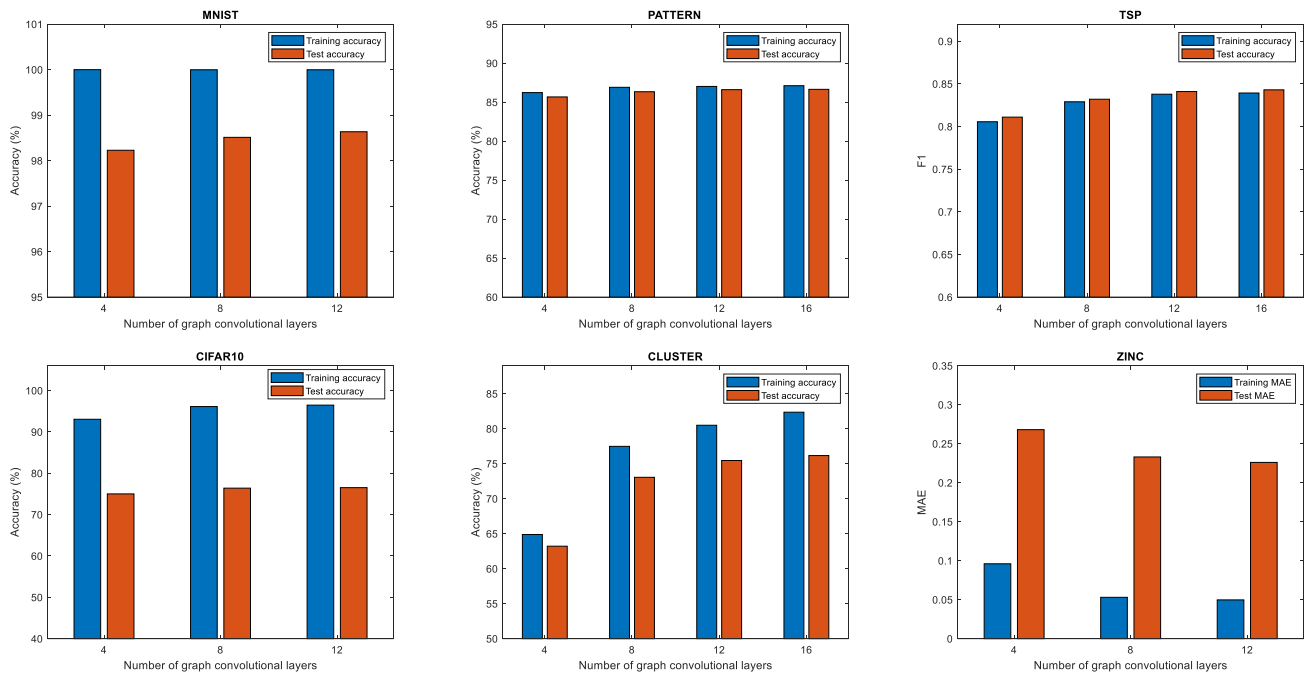 MNIST
101
100
99
98
97
96
95
Accuracy (%)
Training accuracy
Test accuracy
4
8
12
Number of graph convolutional layers
PATTERN
95
90
85
80
75
70
65
60
Accuracy (%)
Training accuracy
Test accuracy
4
8
12
16
Number of graph convolutional layers
TSP
0.9
0.85
0.8
0.75
0.7
0.65
0.6
F1
Training accuracy
Test accuracy
4
8
12
16
Number of graph convolutional layers
CIFAR10
100
90
80
70
60
50
40
Accuracy (%)
Training accuracy
Test accuracy
4
8
12
Number of graph convolutional layers
CLUSTER
85
80
75
70
65
60
55
50
Accuracy (%)
Training accuracy
Test accuracy
4
8
12
16
Number of graph convolutional layers
ZINC
0.35
0.3
0.25
0.2
0.15
0.1
0.05
0
MAE
Training MAE
Test MAE
4
8
12
Number of graph convolutional layers